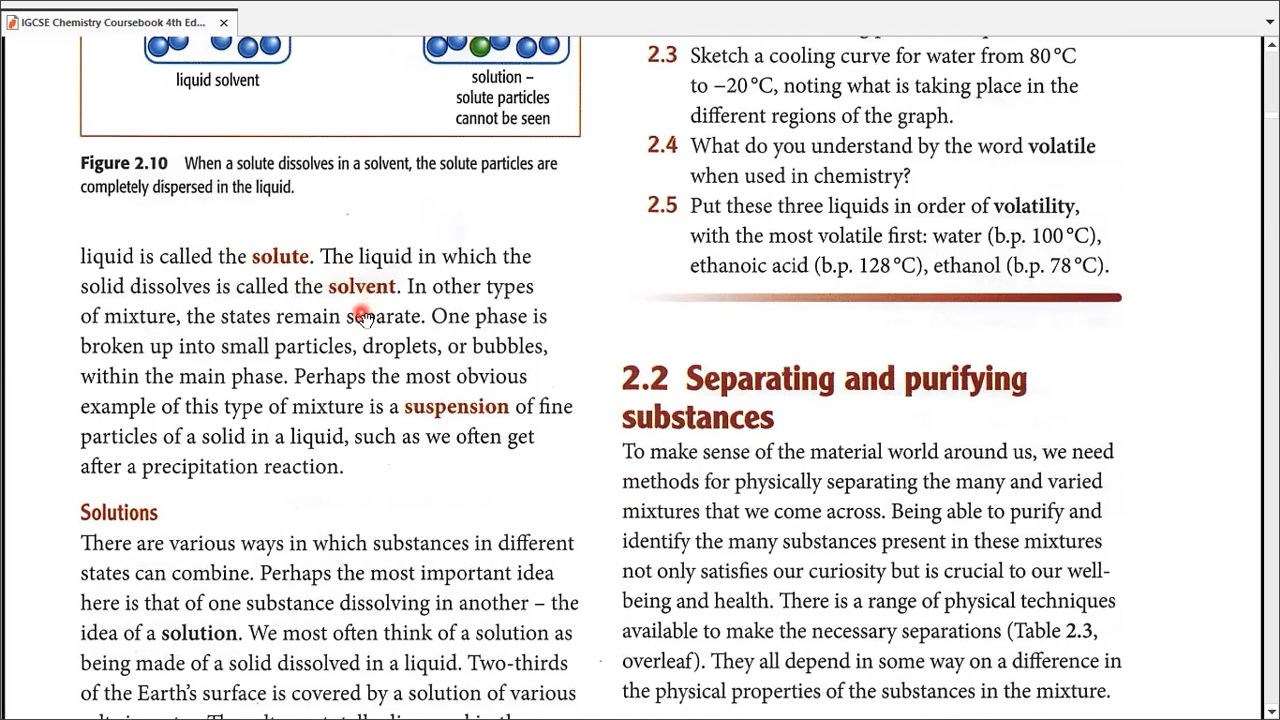 IGCSE Chemistry Coursebook 4th Ed...
liquid solvent
solution –
solute particles
cannot be seen
Figure 2.10 When a solute dissolves in a solvent, the solute particles are
completely dispersed in the liquid.
liquid is called the solute. The liquid in which the
solid dissolves is called the solvent. In other types
of mixture, the states remain separate. One phase is
broken up into small particles, droplets, or bubbles,
within the main phase. Perhaps the most obvious
example of this type of mixture is a suspension of fine
particles of a solid in a liquid, such as we often get
after a precipitation reaction.
Solutions
There are various ways in which substances in different
states can combine. Perhaps the most important idea
here is that of one substance dissolving in another – the
idea of a solution. We most often think of a solution as
being made of a solid dissolved in a liquid. Two-thirds
of the Earth's surface is covered by a solution of various
2.3 Sketch a cooling curve for water from 80 °C
to −20 °C, noting what is taking place in the
different regions of the graph.
2.4 What do you understand by the word volatile
when used in chemistry?
2.5 Put these three liquids in order of volatility,
with the most volatile first: water (b.p. 100 °C),
ethanoic acid (b.p. 128 °C), ethanol (b.p. 78 °C).
2.2 Separating and purifying
substances
To make sense of the material world around us, we need
methods for physically separating the many and varied
mixtures that we come across. Being able to purify and
identify the many substances present in these mixtures
not only satisfies our curiosity but is crucial to our well-
being and health. There is a range of physical techniques
available to make the necessary separations (Table 2.3,
overleaf). They all depend in some way on a difference in
the physical properties of the substances in the mixture.